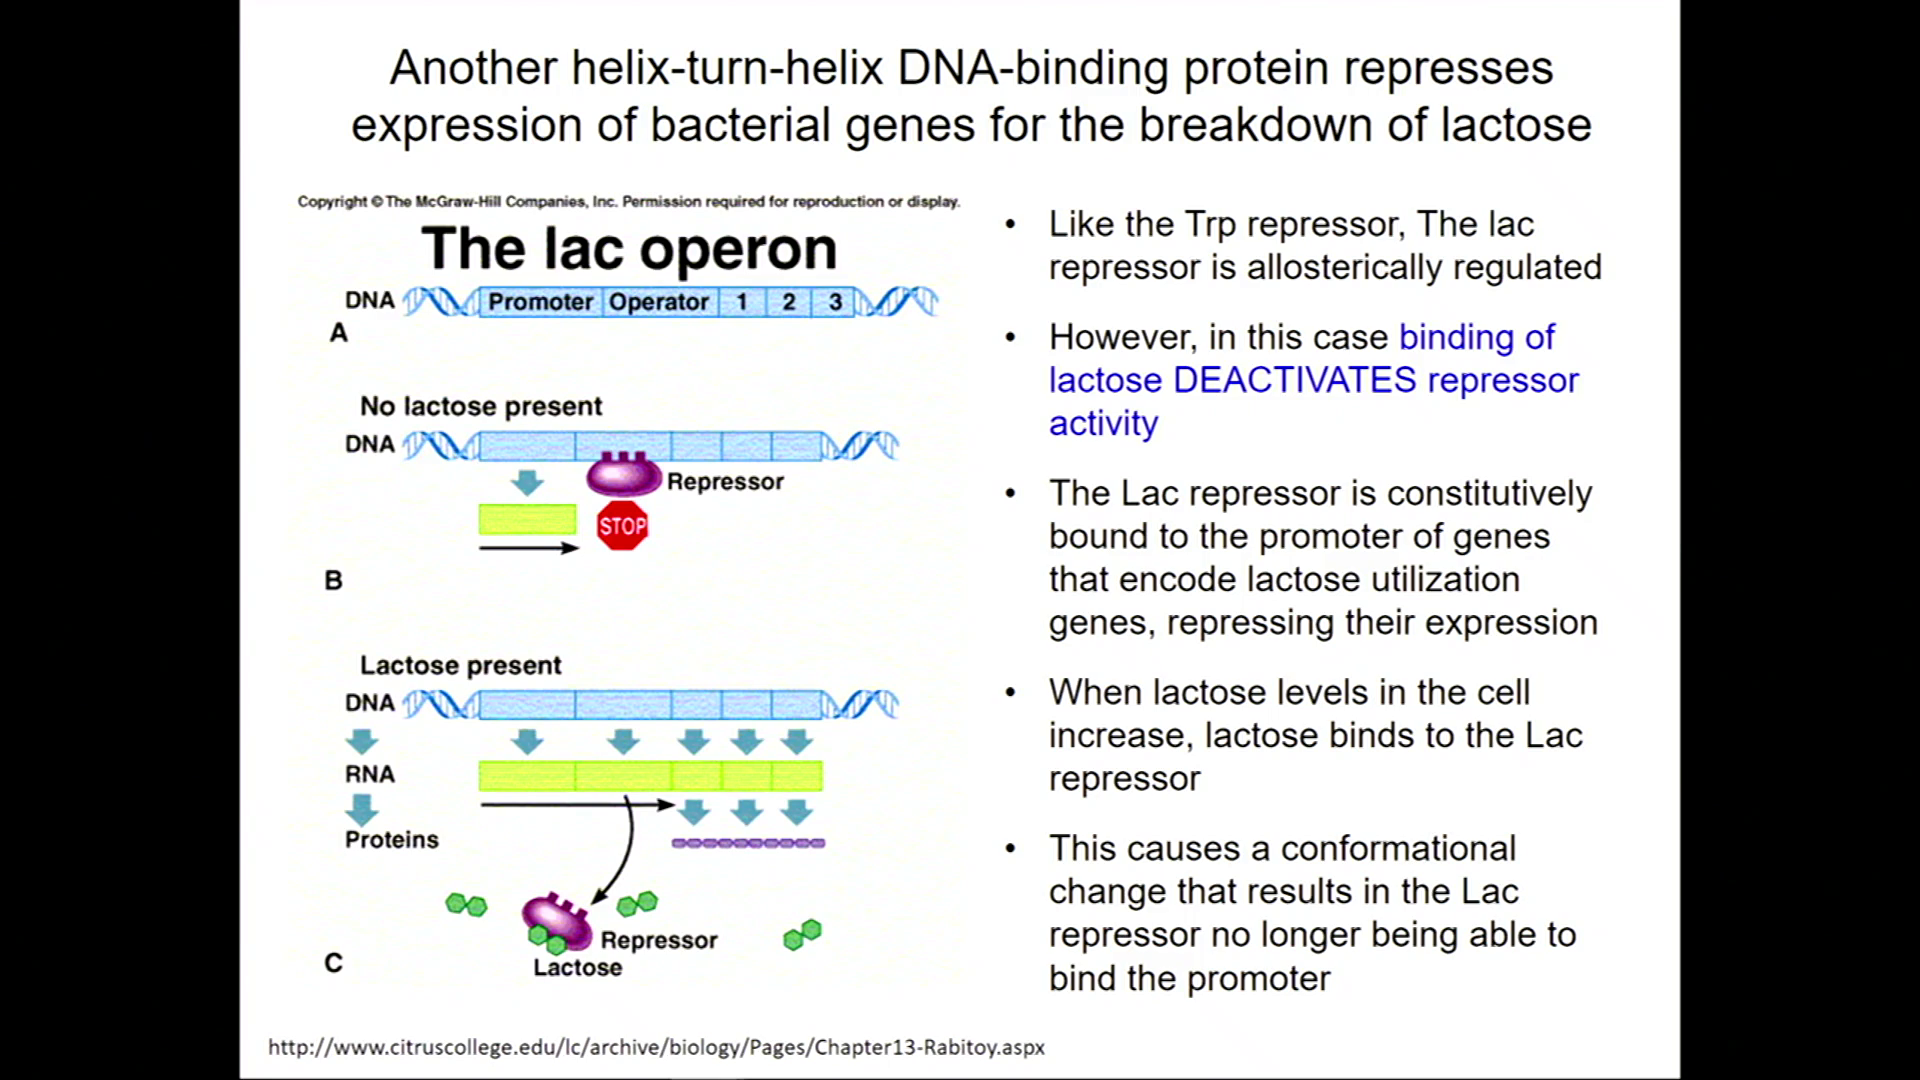 Another helix-turn-helix DNA-binding protein represses
expression of bacterial genes for the breakdown of lactose
Copyright © The McGraw-Hill Companies, Inc. Permission required for reproduction or display.
The lac operon
DNA Promoter Operator 1 2 3
A
No lactose present
DNA
Repressor
STOP
B
Lactose present
DNA
RNA
Proteins
Repressor
Lactose
C
• Like the Trp repressor, The lac
repressor is allosterically regulated
• However, in this case binding of
lactose DEACTIVATES repressor
activity
• The Lac repressor is constitutively
bound to the promoter of genes
that encode lactose utilization
genes, repressing their expression
• When lactose levels in the cell
increase, lactose binds to the Lac
repressor
• This causes a conformational
change that results in the Lac
repressor no longer being able to
bind the promoter
http://www.citruscollege.edu/lc/archive/biology/Pages/Chapter13-Rabitoy.aspx